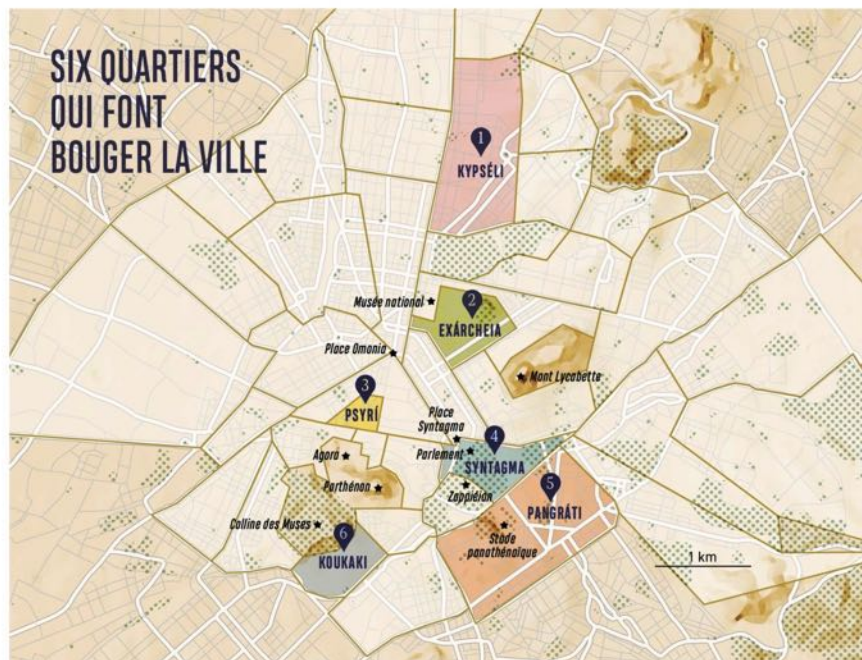 SIX QUARTIERS
QUI FONT
BOUGER LA VILLE
1
KYPSÉLI
Musée national
2
EXÁRCHEIA
Place Omonia
Mont Lycabette
3
PSYRÍ
Place
Syntagma
4
Parlement
SYNTAGMA
Agora
Parthénon
Zappiéion
5
PANGRÁTI
Colline des Muses
6
KOUKAKI
Stade
panathénaïque
1 km